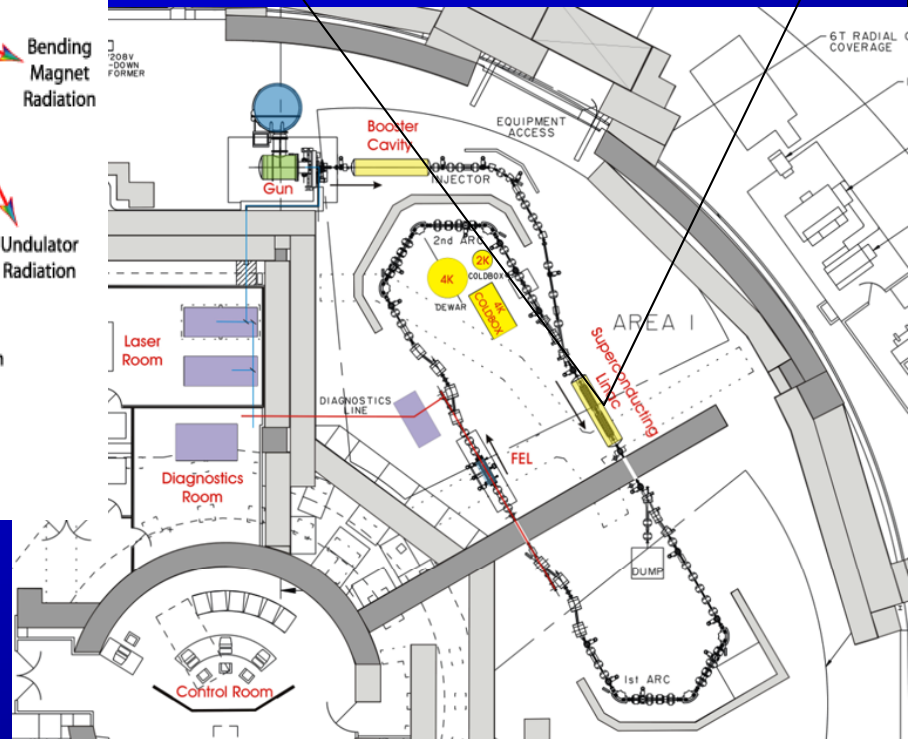 Bending
Magnet
Radiation
Undulator
Radiation
208V
-DOWN
FORMER
6T RADIAL
COVERAGE
EQUIPMENT
ACCESS
Booster
Cavity
Gun
INJECTOR
2nd ARC
2K
COLDBOX
4K
DEWAR
4K
COLDBOX
AREA 1
Superconducting
Linac
Laser
Room
DIAGNOSTICS
LINE
FEL
Diagnostics
Room
DUMP
1st ARC
Control Room